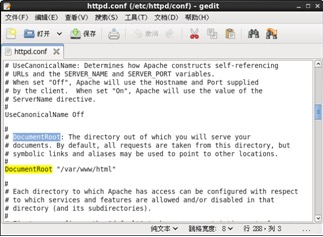 httpd.conf (/etc/httpd/conf) - gedit
文件(F) 编辑(E) 查看(V) 搜索(S) 工具(T) 文档(D) 帮助(H)
打开 保存 撤消
httpd.conf
# UseCanonicalName: Determines how Apache constructs self-referencing
# URLs and the SERVER_NAME and SERVER_PORT variables.
# When set "Off", Apache will use the Hostname and Port supplied
# by the client.  When set "On", Apache will use the value of the
# ServerName directive.
#
UseCanonicalName Off
#
# DocumentRoot: The directory out of which you will serve your
# documents. By default, all requests are taken from this directory, but
# symbolic links and aliases may be used to point to other locations.
#
DocumentRoot "/var/www/html"
#
# Each directory to which Apache has access can be configured with respect
# to which services and features are allowed and/or disabled in that
# directory (and its subdirectories).
#
纯文本 跳格宽度: 8 行 288, 列 3